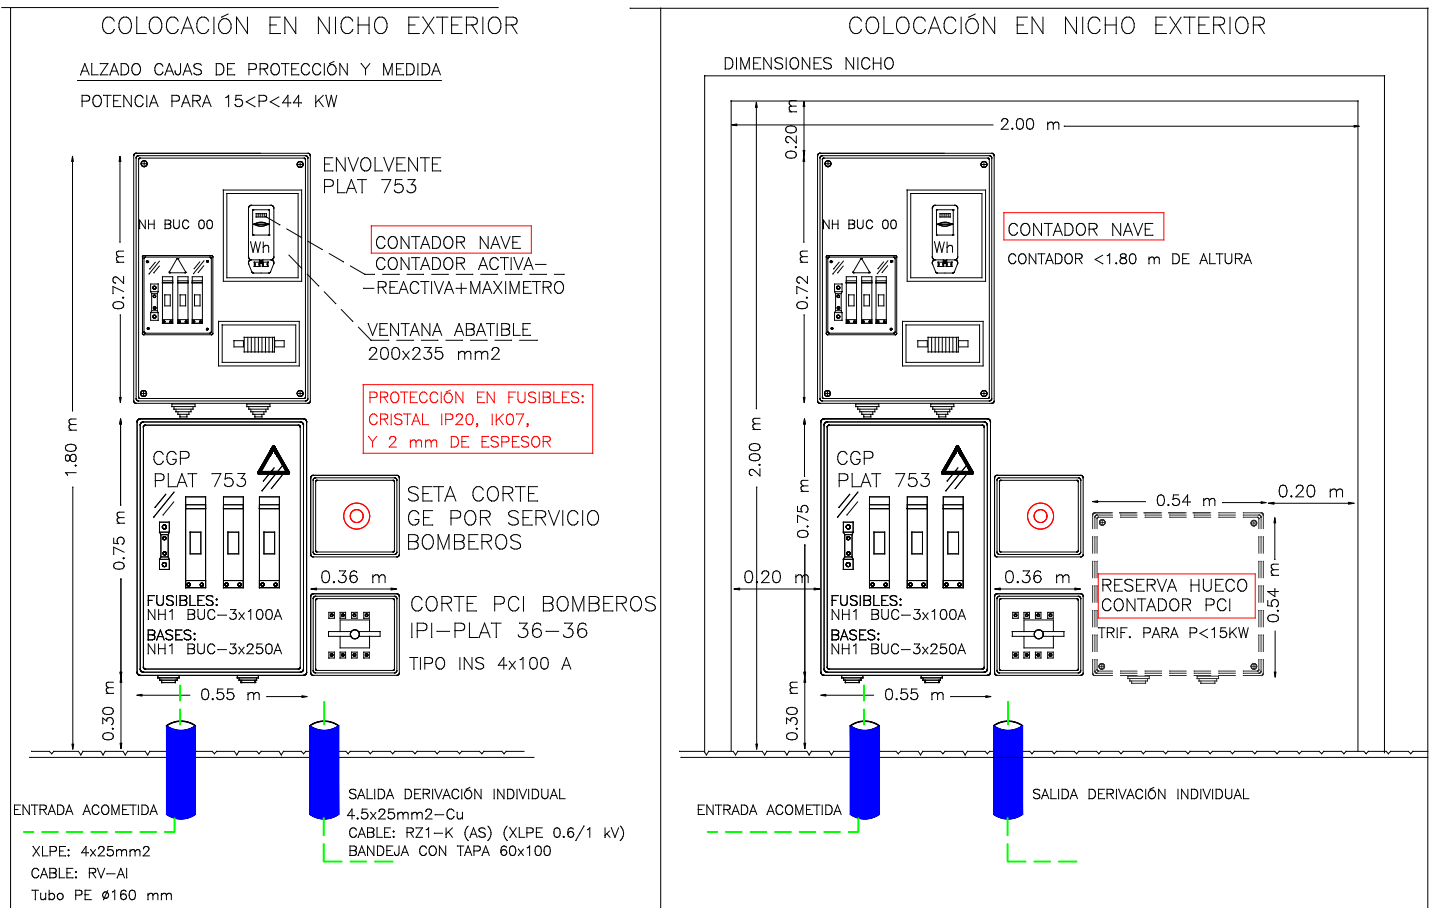 COLOCACIÓN EN NICHO EXTERIOR
ALZADO CAJAS DE PROTECCIÓN Y MEDIDA
POTENCIA PARA 15<P<44 KW
ENVOLVENTE
PLAT 753
NH BUC 00
Wh
CONTADOR NAVE
CONTADOR ACTIVA-
-REACTIVA+MAXIMETRO
VENTANA ABATIBLE
200x235 mm2
0.72 m
1.80 m
PROTECCIÓN EN FUSIBLES:
CRISTAL IP20, IK07,
Y 2 mm DE ESPESOR
CGP
PLAT 753
SETA CORTE
GE POR SERVICIO
BOMBEROS
0.75 m
0.36 m
FUSIBLES:
NH1 BUC-3x100A
BASES:
NH1 BUC-3x250A
CORTE PCI BOMBEROS
IPI-PLAT 36-36
TIPO INS 4x100 A
0.55 m
0.30 m
ENTRADA ACOMETIDA
XLPE: 4x25mm2
CABLE: RV-Al
Tubo PE ø160 mm
SALIDA DERIVACIÓN INDIVIDUAL
4.5x25mm2-Cu
CABLE: RZ1-K (AS) (XLPE 0.6/1 kV)
BANDEJA CON TAPA 60x100
COLOCACIÓN EN NICHO EXTERIOR
DIMENSIONES NICHO
0.20 m
2.00 m
NH BUC 00
Wh
CONTADOR NAVE
CONTADOR <1.80 m DE ALTURA
0.72 m
2.00 m
CGP
PLAT 753
0.75 m
0.54 m
0.20 m
0.20 m
0.36 m
FUSIBLES:
NH1 BUC-3x100A
BASES:
NH1 BUC-3x250A
RESERVA HUECO
CONTADOR PCI
TRIF. PARA P<15KW
0.54 m
0.55 m
0.30 m
ENTRADA ACOMETIDA
SALIDA DERIVACIÓN INDIVIDUAL